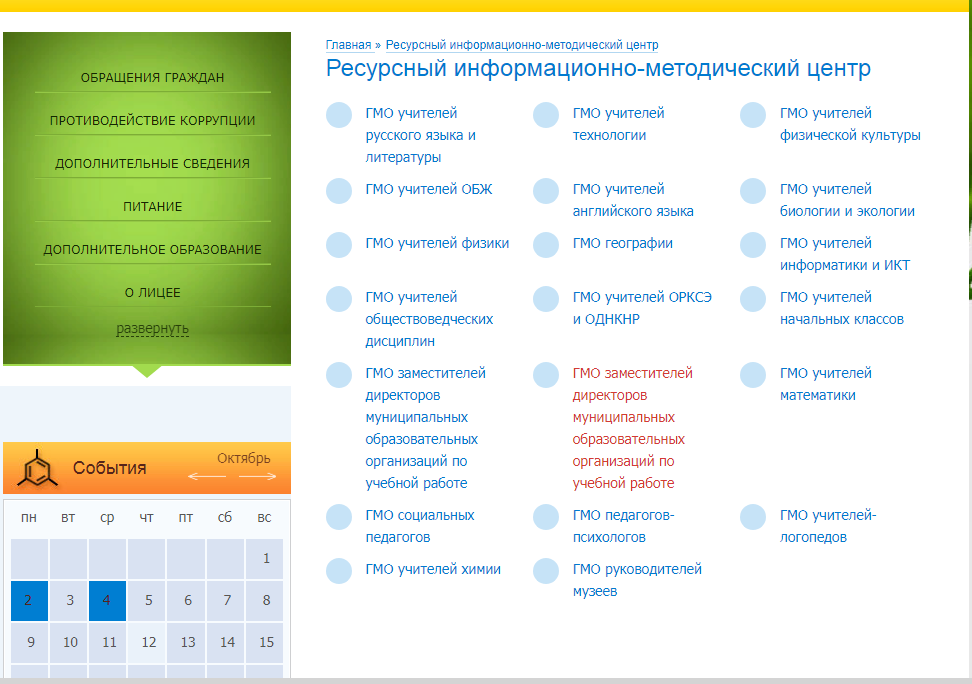 ОБРАЩЕНИЯ ГРАЖДАН
ПРОТИВОДЕЙСТВИЕ КОРРУПЦИИ
ДОПОЛНИТЕЛЬНЫЕ СВЕДЕНИЯ
ПИТАНИЕ
ДОПОЛНИТЕЛЬНОЕ ОБРАЗОВАНИЕ
О ЛИЦЕЕ
развернуть
События
Октябрь
пн вт ср чт пт сб вс
1
2 3 4 5 6 7 8
9 10 11 12 13 14 15
Главная » Ресурсный информационно-методический центр
Ресурсный информационно-методический центр
ГМО учителей
русского языка и
литературы
ГМО учителей
технологии
ГМО учителей
физической культуры
ГМО учителей ОБЖ
ГМО учителей
английского языка
ГМО учителей
биологии и экологии
ГМО учителей физики
ГМО географии
ГМО учителей
информатики и ИКТ
ГМО учителей
обществоведческих
дисциплин
ГМО учителей ОРКСЭ
и ОДНКНР
ГМО учителей
начальных классов
ГМО заместителей
директоров
муниципальных
образовательных
организаций по
учебной работе
ГМО заместителей
директоров
муниципальных
образовательных
организаций по
учебной работе
ГМО учителей
математики
ГМО социальных
педагогов
ГМО педагогов-
психологов
ГМО учителей-
логопедов
ГМО учителей химии
ГМО руководителей
музеев